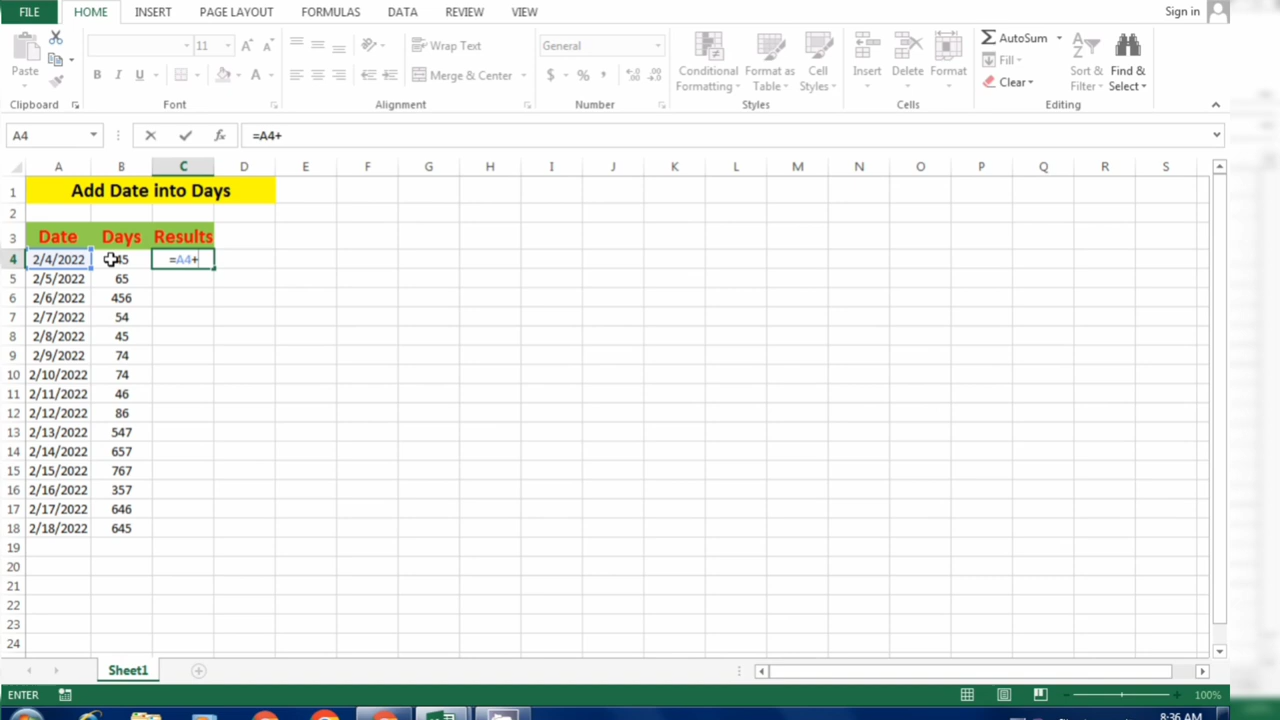 FILE HOME INSERT PAGE LAYOUT FORMULAS DATA REVIEW VIEW Sign in
11 A A Wrap Text General AutoSum
Paste Fill
B I U A Merge & Center $ % , Conditional Formatting Format as Table Cell Styles Insert Delete Format Clear Sort & Filter Find & Select
Clipboard Font Alignment Number Styles Cells Editing
A4 fx =A4+
A B C D E F G H I J K L M N O P Q R S
1 Add Date into Days
2
3 Date Days Results
4 2/4/2022 45 =A4+
5 2/5/2022 65
6 2/6/2022 456
7 2/7/2022 54
8 2/8/2022 45
9 2/9/2022 74
10 2/10/2022 74
11 2/11/2022 46
12 2/12/2022 86
13 2/13/2022 547
14 2/14/2022 657
15 2/15/2022 767
16 2/16/2022 357
17 2/17/2022 646
18 2/18/2022 645
19
20
21
22
23
24
Sheet1
ENTER 100%
8:36 AM